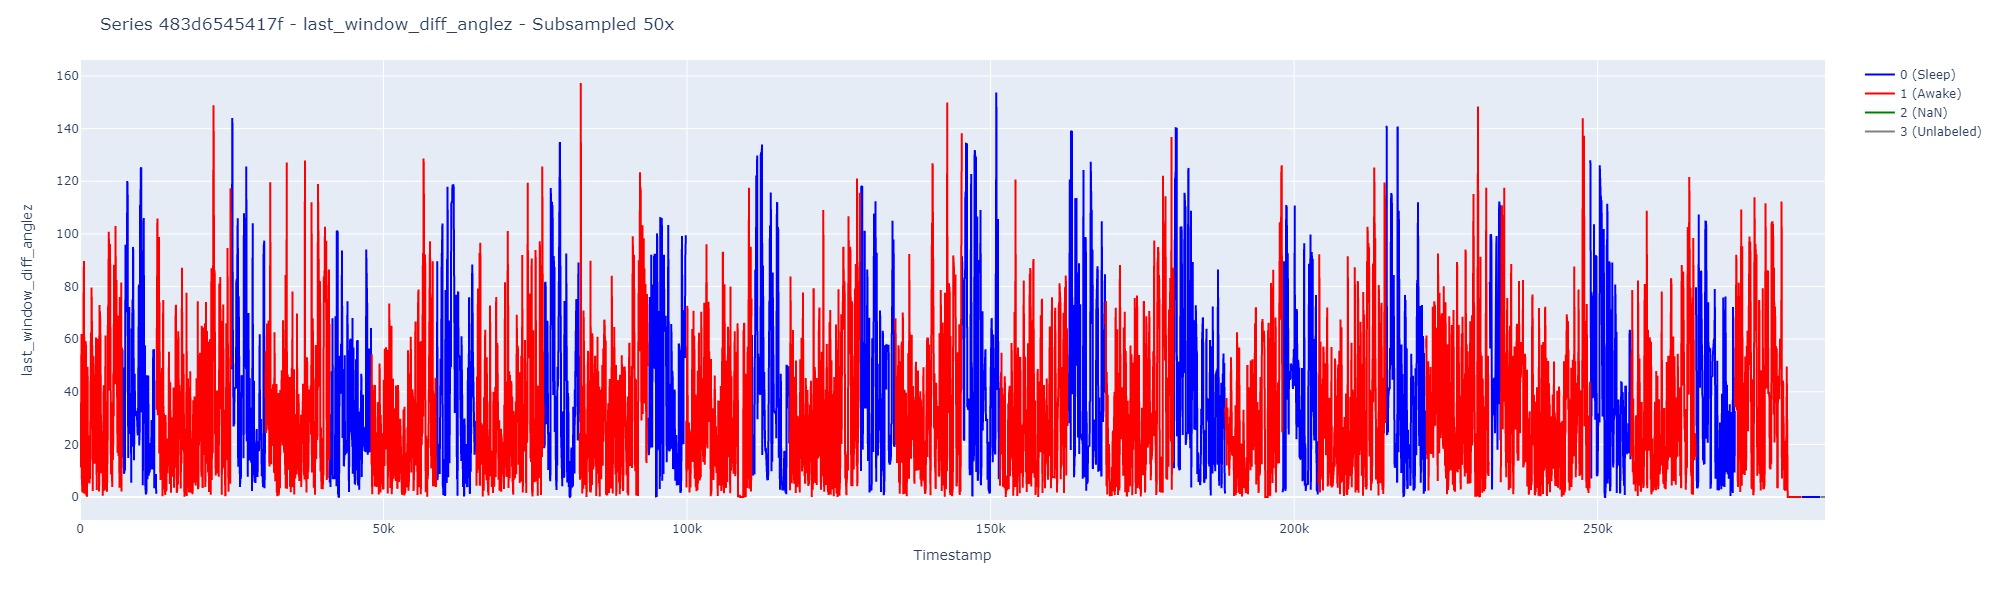 Series 483d6545417f - last_window_diff_anglez - Subsampled 50x
0 (Sleep)
1 (Awake)
2 (NaN)
3 (Unlabeled)
last_window_diff_anglez
160
140
120
100
80
60
40
20
0
0
50k
100k
150k
200k
250k
Timestamp